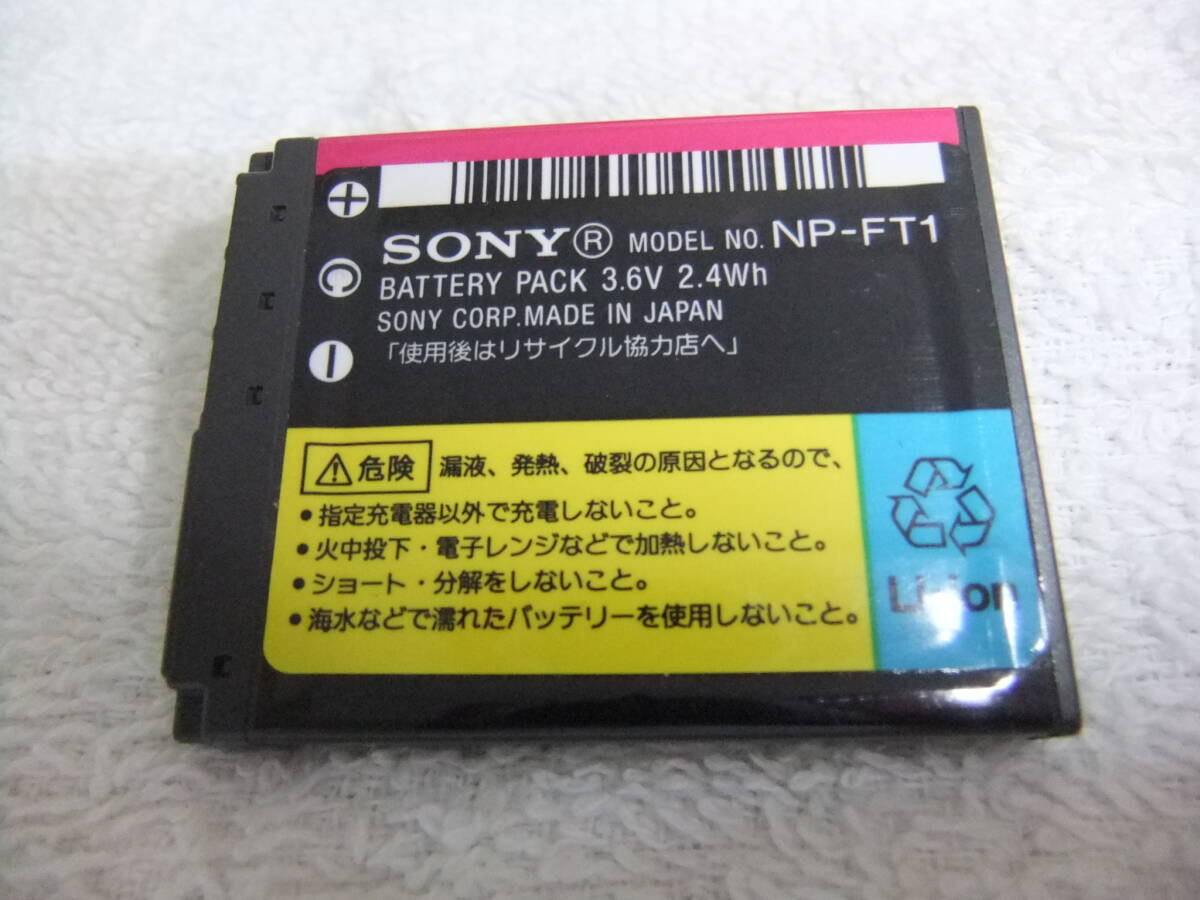 SONY® MODEL NO. NP-FT1
BATTERY PACK 3.6V 2.4Wh
SONY CORP. MADE IN JAPAN
「使用後はリサイクル協力店へ」
⚠危険 漏液、発熱、破裂の原因となるので、
•指定充電器以外で充電しないこと。
•火中投下・電子レンジなどで加熱しないこと。
•ショート・分解をしないこと。
•海水などで濡れたバッテリーを使用しないこと。
Li-ion